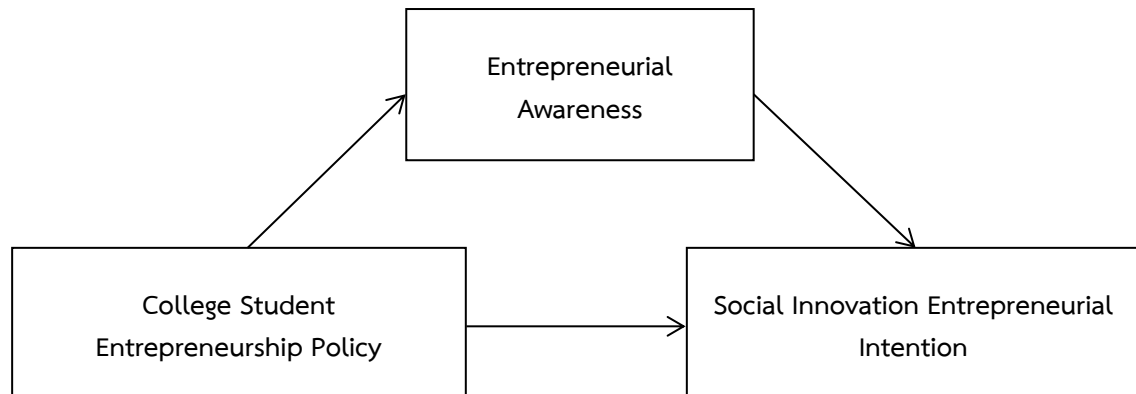 Entrepreneurial
Awareness
College Student
Entrepreneurship Policy
Social Innovation Entrepreneurial
Intention